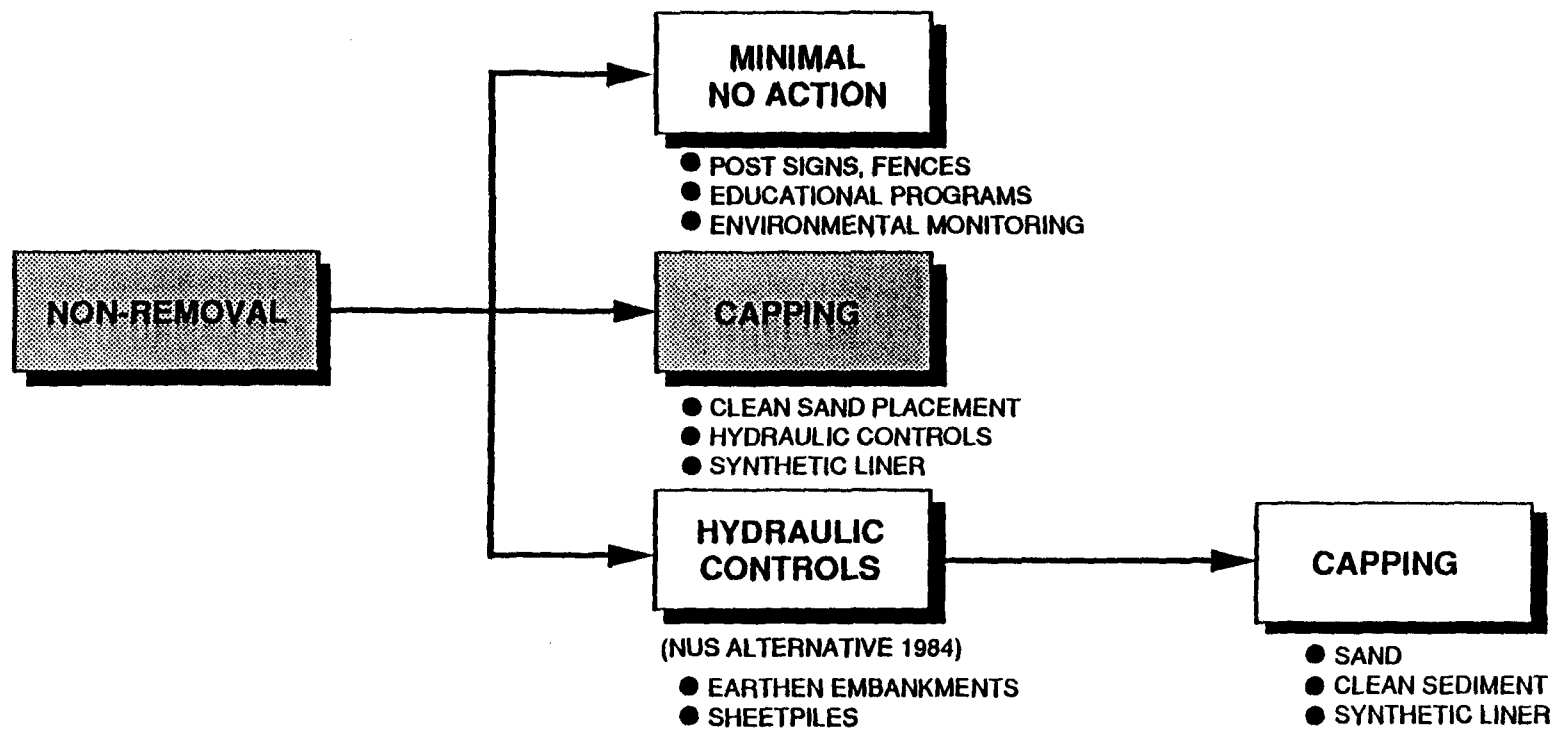 MINIMAL
NO ACTION
● POST SIGNS, FENCES
● EDUCATIONAL PROGRAMS
● ENVIRONMENTAL MONITORING
NON-REMOVAL
CAPPING
● CLEAN SAND PLACEMENT
● HYDRAULIC CONTROLS
● SYNTHETIC LINER
HYDRAULIC
CONTROLS
(NUS ALTERNATIVE 1984)
● EARTHEN EMBANKMENTS
● SHEETPILES
CAPPING
● SAND
● CLEAN SEDIMENT
● SYNTHETIC LINER